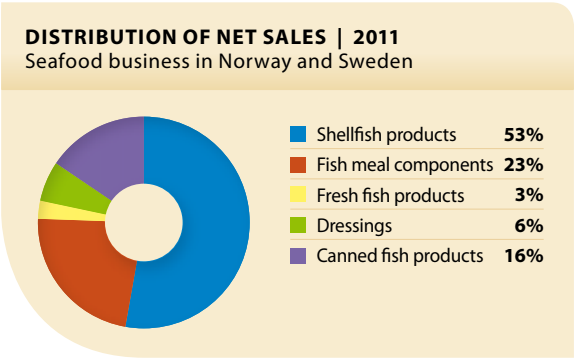 DISTRIBUTION OF NET SALES | 2011
Seafood business in Norway and Sweden
Shellfish products 53%
Fish meal components 23%
Fresh fish products 3%
Dressings 6%
Canned fish products 16%